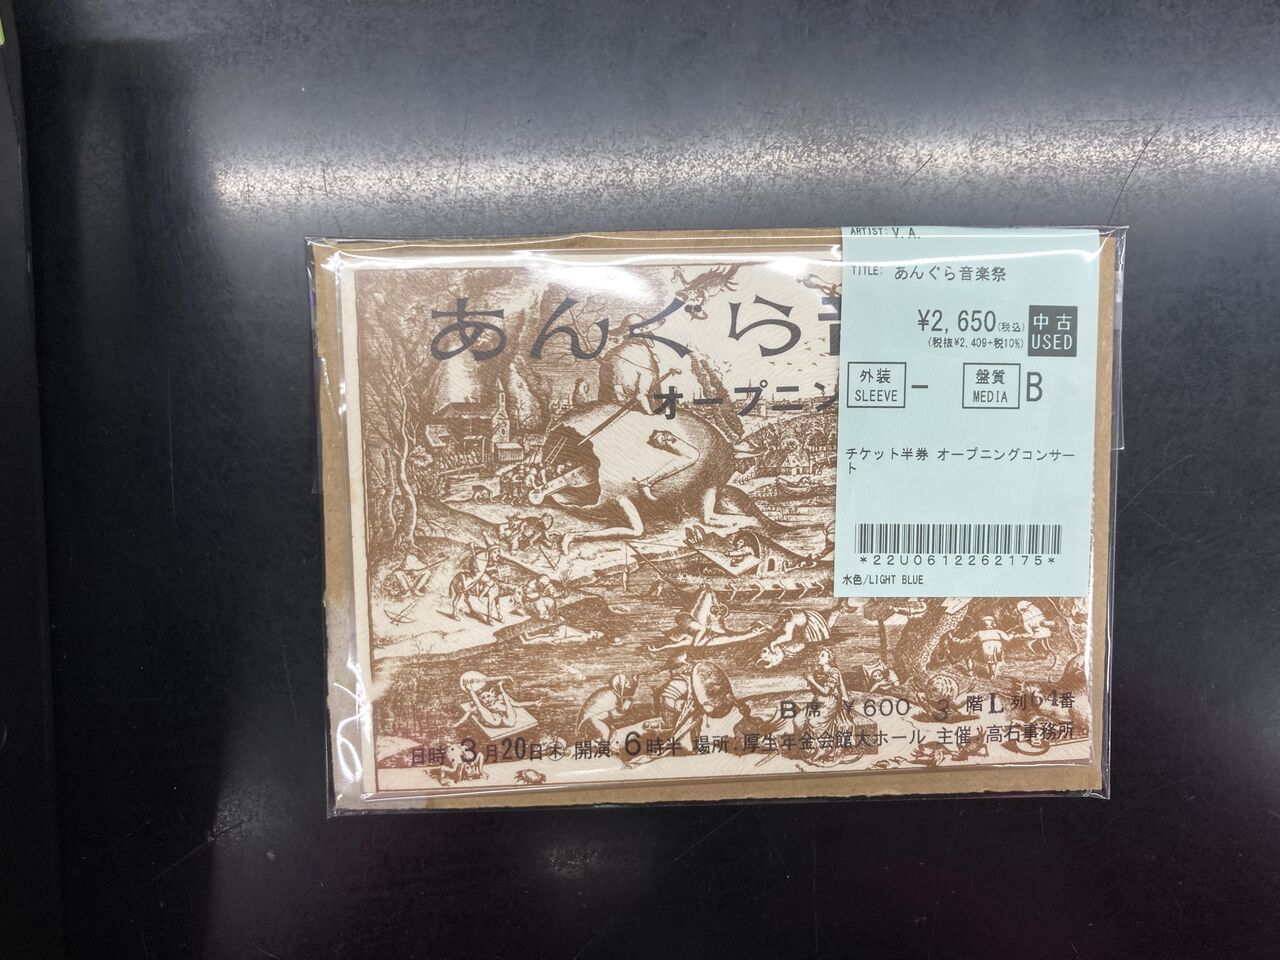 ARTIST: V.A.
TITLE: あんぐら音楽祭
¥2,650(税込)
(税抜¥2,409+税10%)
中古
USED
外装
SLEEVE
-
盤質
MEDIA
B
チケット半券 オープニングコンサー
ト
*22U0612262175*
水色/LIGHT BLUE
あんぐら
オープニン
B席 ¥600 3階L列64番
日時:3月20日㊍ 開演:6時半 場所:厚生年金会館大ホール 主催:高石事務所